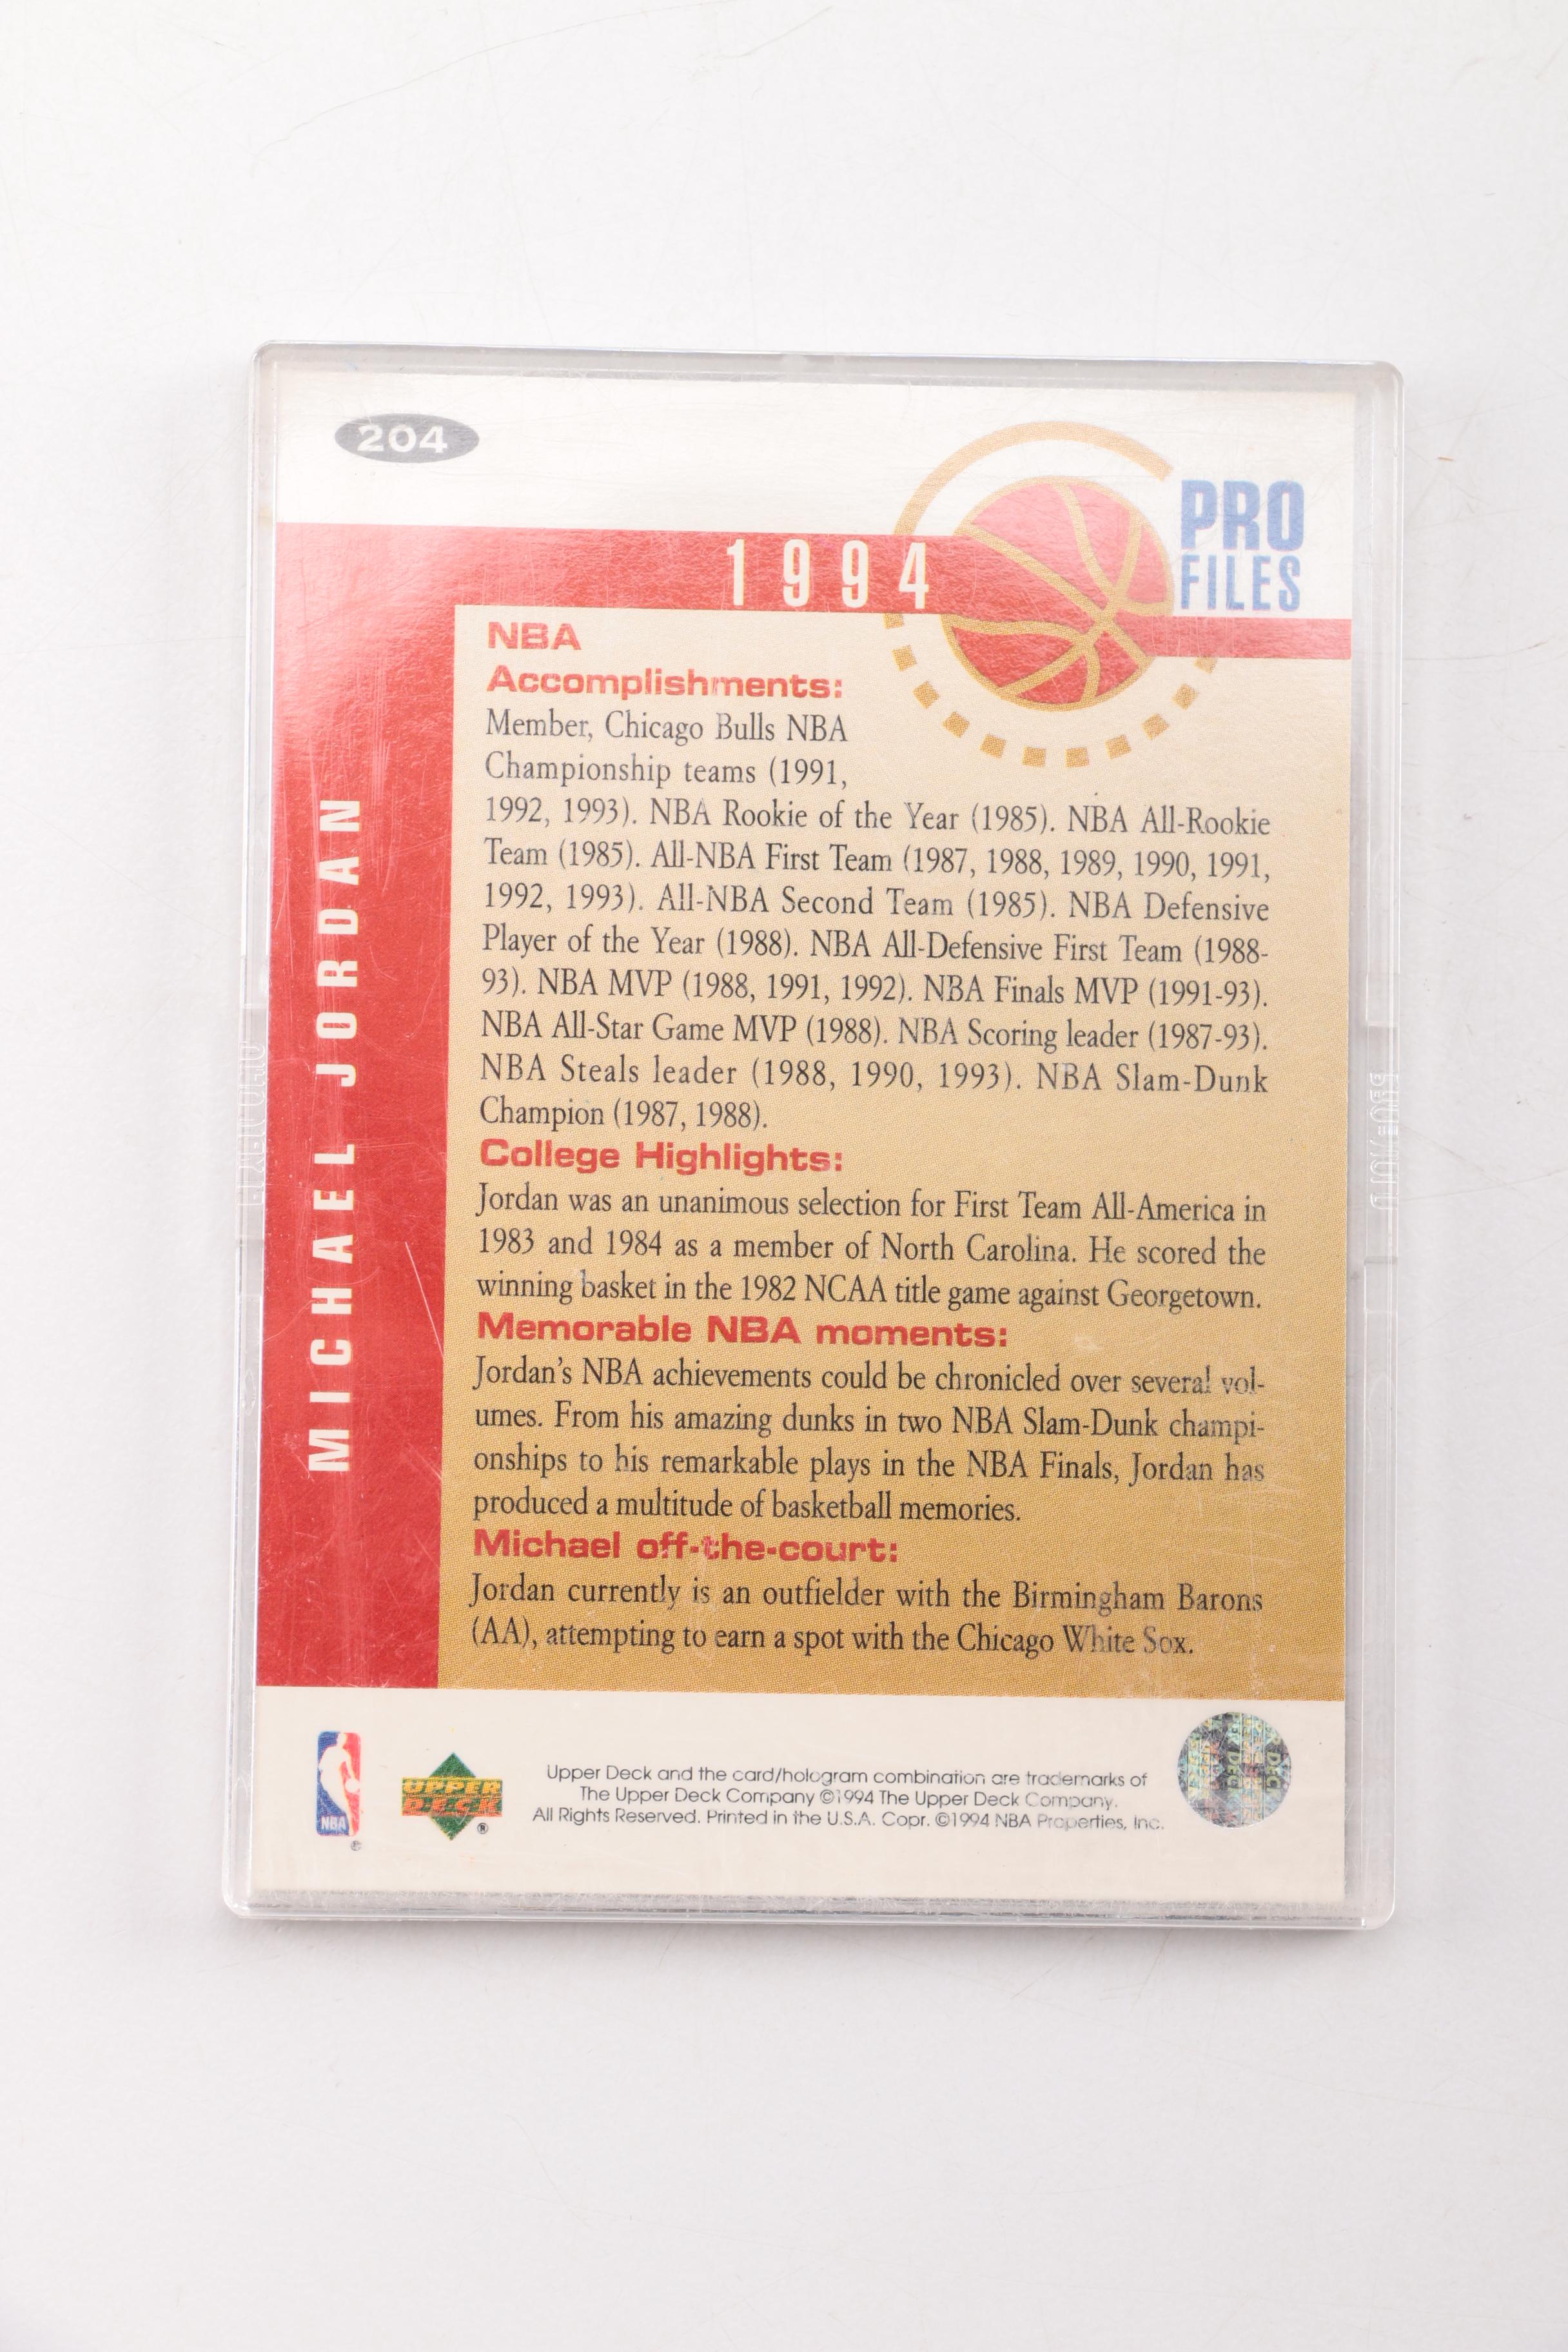 204
PRO
FILES
1994
MICHAEL JORDAN
NBA
Accomplishments:
Member, Chicago Bulls NBA
Championship teams (1991,
1992, 1993). NBA Rookie of the Year (1985). NBA All-Rookie
Team (1985). All-NBA First Team (1987, 1988, 1989, 1990, 1991,
1992, 1993). All-NBA Second Team (1985). NBA Defensive
Player of the Year (1988). NBA All-Defensive First Team (1988-
93). NBA MVP (1988, 1991, 1992). NBA Finals MVP (1991-93).
NBA All-Star Game MVP (1988). NBA Scoring leader (1987-93).
NBA Steals leader (1988, 1990, 1993). NBA Slam-Dunk
Champion (1987, 1988).
College Highlights:
Jordan was an unanimous selection for First Team All-America in
1983 and 1984 as a member of North Carolina. He scored the
winning basket in the 1982 NCAA title game against Georgetown.
Memorable NBA moments:
Jordan's NBA achievements could be chronicled over several vol-
umes. From his amazing dunks in two NBA Slam-Dunk champi-
onships to his remarkable plays in the NBA Finals, Jordan has
produced a multitude of basketball memories.
Michael off-the-court:
Jordan currently is an outfielder with the Birmingham Barons
(AA), attempting to earn a spot with the Chicago White Sox.
NBA
®
UPPER
DECK
®
Upper Deck and the card/hologram combination are trademarks of
The Upper Deck Company ©1994 The Upper Deck Company.
All Rights Reserved. Printed in the U.S.A. Copr. ©1994 NBA Properties, Inc.